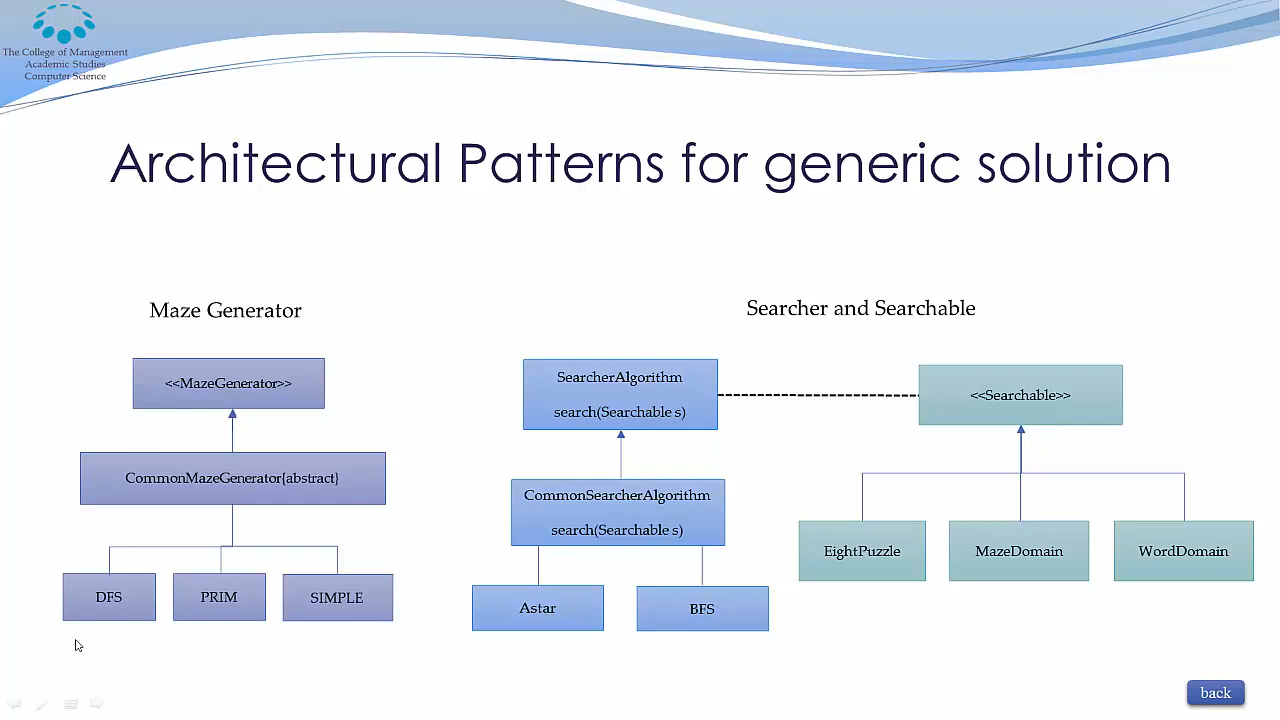 The College of Management
Academic Studies
Computer Science
Architectural Patterns for generic solution
Maze Generator
<<MazeGenerator>>
CommonMazeGenerator{abstract}
DFS
PRIM
SIMPLE
Searcher and Searchable
SearcherAlgorithm
search(Searchable s)
CommonSearcherAlgorithm
search(Searchable s)
Astar
BFS
<<Searchable>>
EightPuzzle
MazeDomain
WordDomain
back